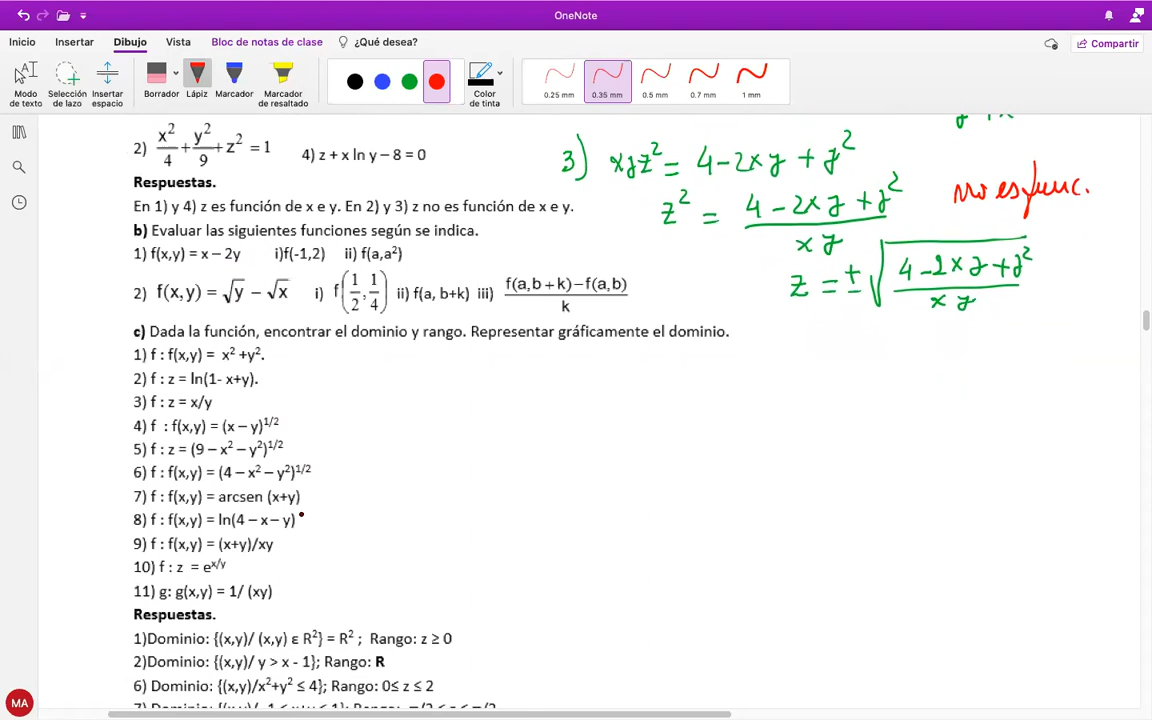 OneNote
Inicio Insertar Dibujo Vista Bloc de notas de clase ¿Qué desea? Compartir
Modo de texto Selección de lazo Insertar espacio Borrador Lápiz Marcador Marcador de resaltado Color de tinta 0.25 mm 0.35 mm 0.5 mm 0.7 mm 1 mm
2) x²/4 + y²/9 + z² = 1 4) z + x ln y – 8 = 0
Respuestas.
En 1) y 4) z es función de x e y. En 2) y 3) z no es función de x e y.
b) Evaluar las siguientes funciones según se indica.
1) f(x,y) = x – 2y i)f(-1,2) ii) f(a,a²)
2) f(x,y) = √y – √x i) f(1/2, 1/4) ii) f(a, b+k) iii) (f(a,b+k)–f(a,b))/k
c) Dada la función, encontrar el dominio y rango. Representar gráficamente el dominio.
1) f : f(x,y) = x² +y².
2) f : z = ln(1- x+y).
3) f : z = x/y
4) f : f(x,y) = (x – y)^1/2
5) f : z = (9 – x² – y²)^1/2
6) f : f(x,y) = (4 – x² – y²)^1/2
7) f : f(x,y) = arcsen (x+y)
8) f : f(x,y) = ln(4 – x – y)
9) f : f(x,y) = (x+y)/xy
10) f : z = e^x/y
11) g: g(x,y) = 1/ (xy)
Respuestas.
1)Dominio: {(x,y)/ (x,y) ε R²} = R² ; Rango: z ≥ 0
2)Dominio: {(x,y)/ y > x - 1}; Rango: R
6) Dominio: {(x,y)/x²+y² ≤ 4}; Rango: 0≤ z ≤ 2
3) xyz² = 4 - 2xy + y²
z² = (4 - 2xy + y²)/xy
no es func.
z = ± √((4 - 2xy + y²)/xy)
MA